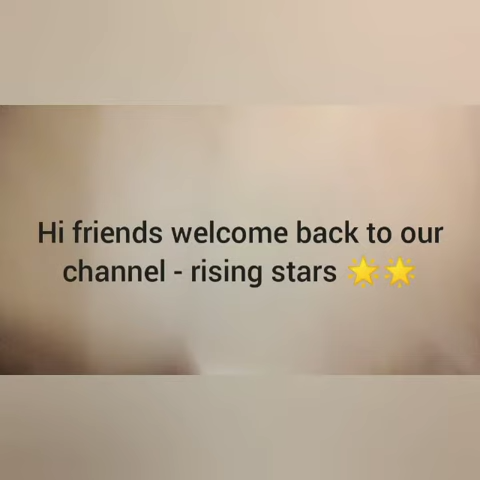 Hi friends welcome back to our
channel - rising stars 🌟🌟